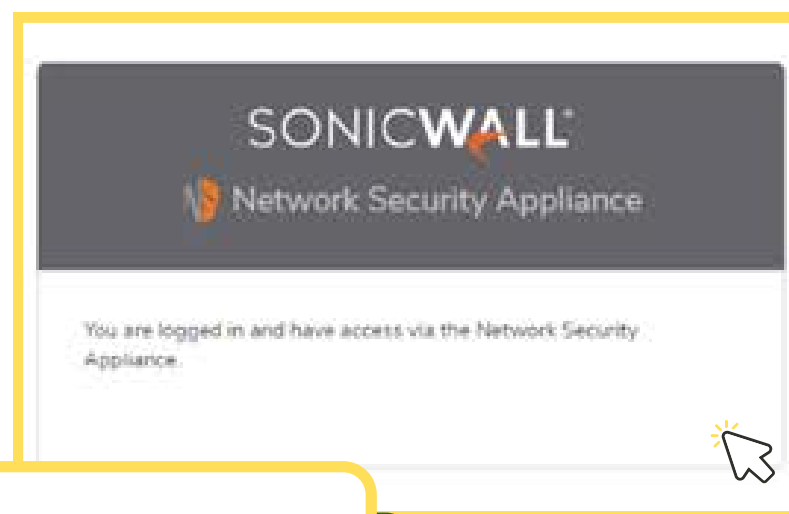 SONICWALL
Network Security Appliance
You are logged in and have access via the Network Security
Appliance.